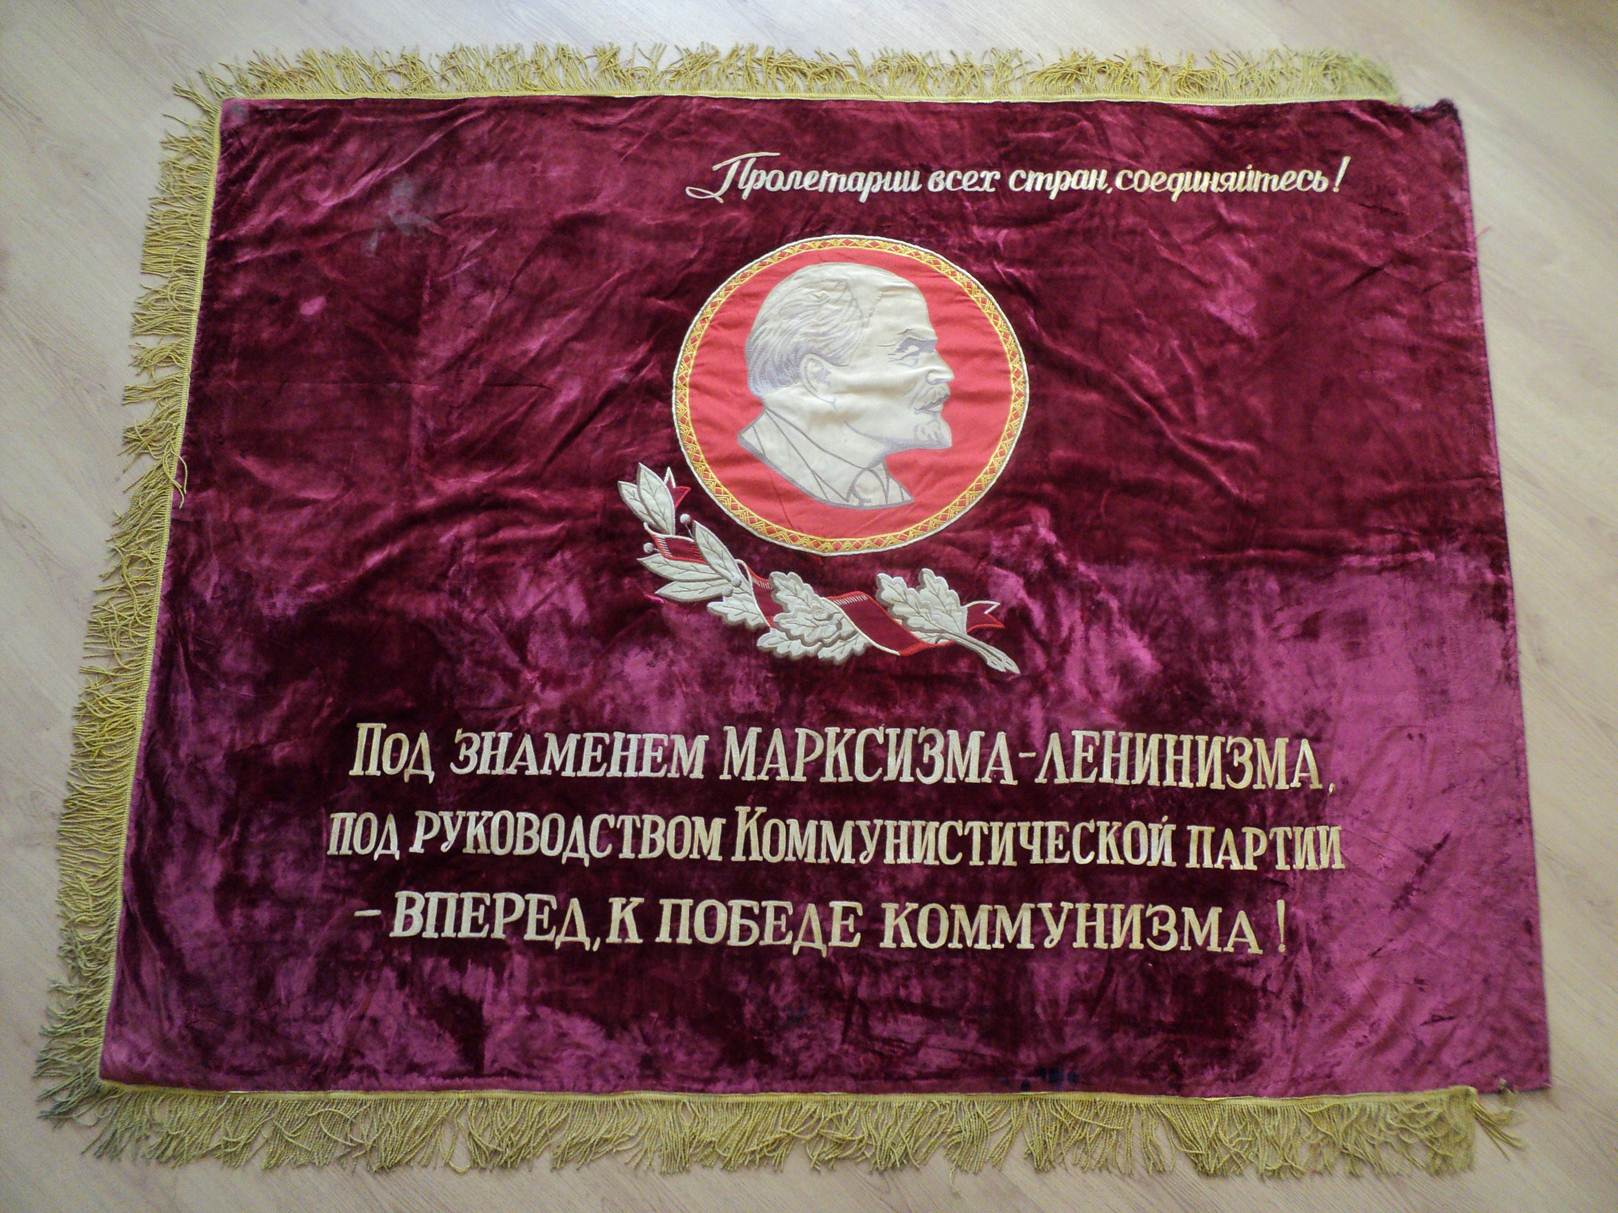 Пролетарии всех стран, соединяйтесь!
Под знаменем МАРКСИЗМА-ЛЕНИНИЗМА,
под руководством Коммунистической партии
– вперед, к победе коммунизма!